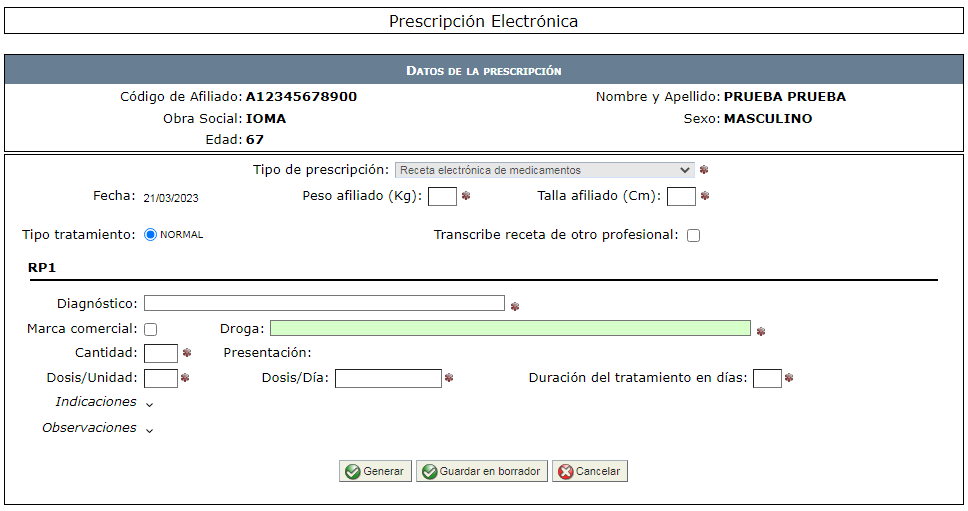 Prescripción Electrónica
Datos de la prescripción
Código de Afiliado: A12345678900 Nombre y Apellido: PRUEBA PRUEBA
Obra Social: IOMA Sexo: MASCULINO
Edad: 67
Tipo de prescripción: Receta electrónica de medicamentos
Fecha: 21/03/2023 Peso afiliado (Kg): Talla afiliado (Cm):
Tipo tratamiento: NORMAL Transcribe receta de otro profesional:
RP1
Diagnóstico:
Marca comercial: Droga:
Cantidad: Presentación:
Dosis/Unidad: Dosis/Día: Duración del tratamiento en días:
Indicaciones
Observaciones
Generar Guardar en borrador Cancelar